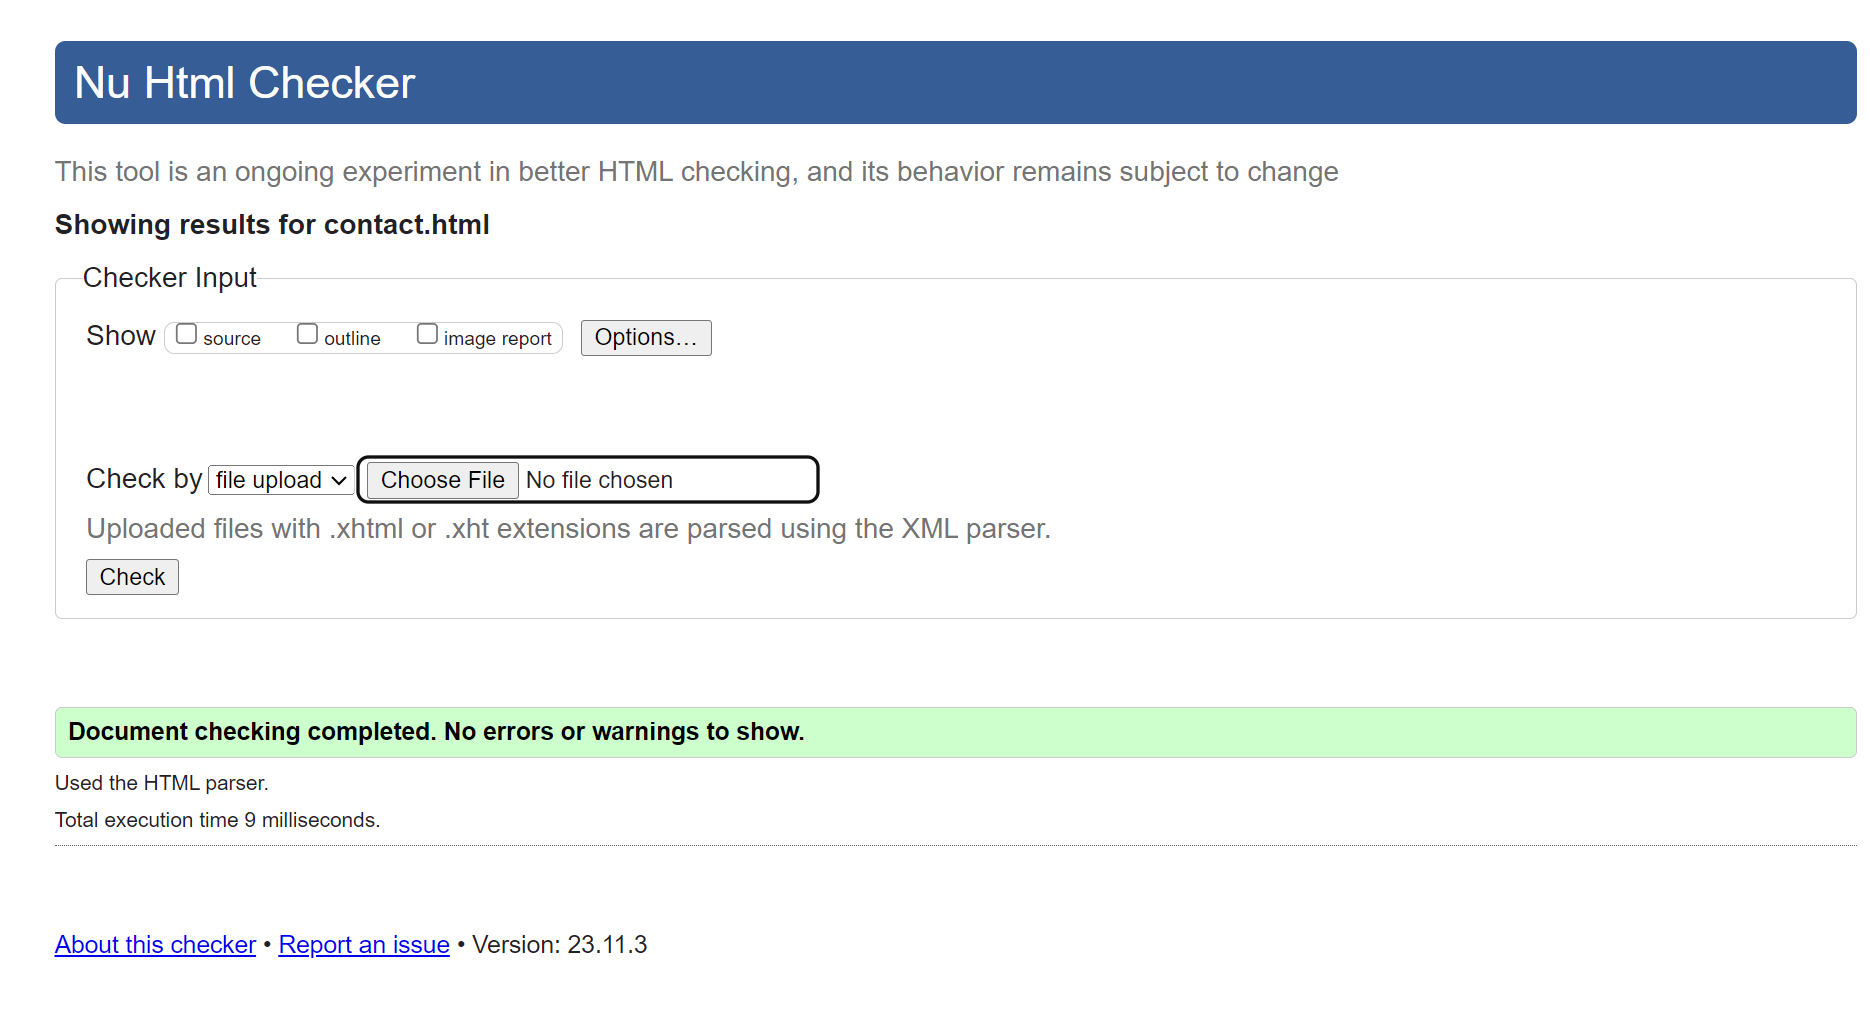 Nu Html Checker
This tool is an ongoing experiment in better HTML checking, and its behavior remains subject to change
Showing results for contact.html
Checker Input
Show source outline image report Options…
Check by file upload Choose File No file chosen
Uploaded files with .xhtml or .xht extensions are parsed using the XML parser.
Check
Document checking completed. No errors or warnings to show.
Used the HTML parser.
Total execution time 9 milliseconds.
About this checker • Report an issue • Version: 23.11.3